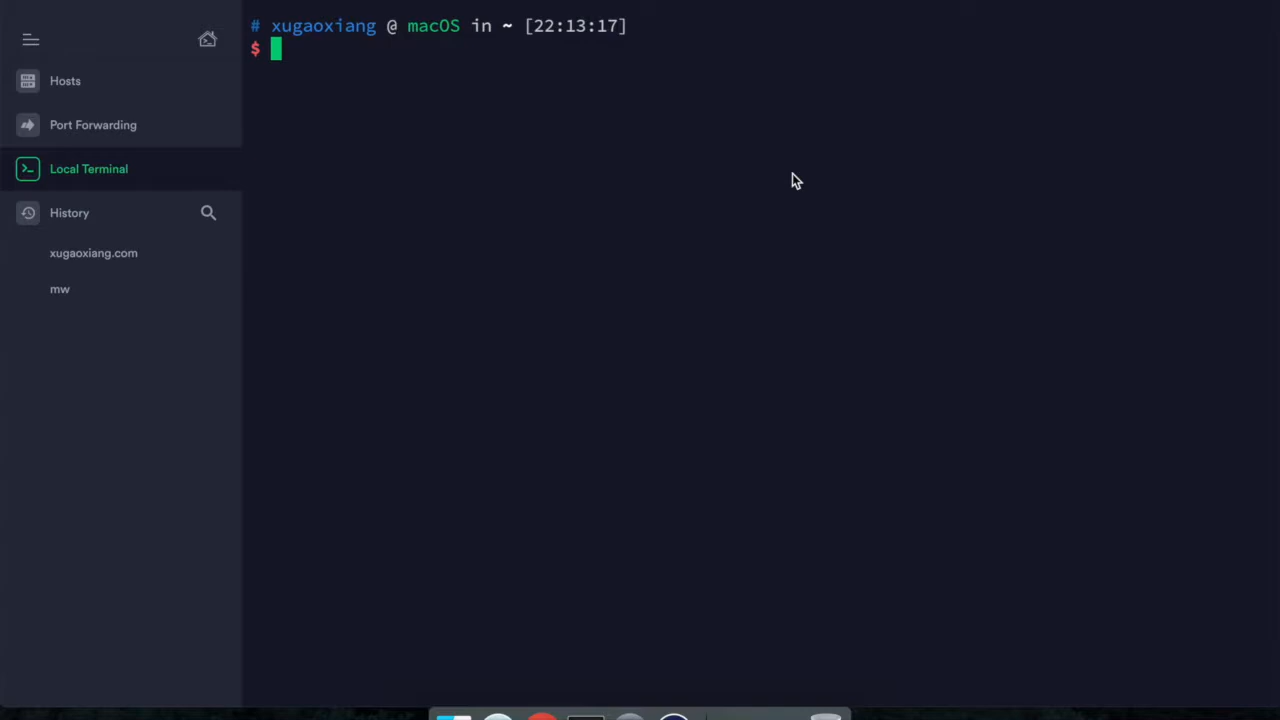 Hosts
Port Forwarding
Local Terminal
History
xugaoxiang.com
mw
# xugaoxiang @ macOS in ~ [22:13:17]
$